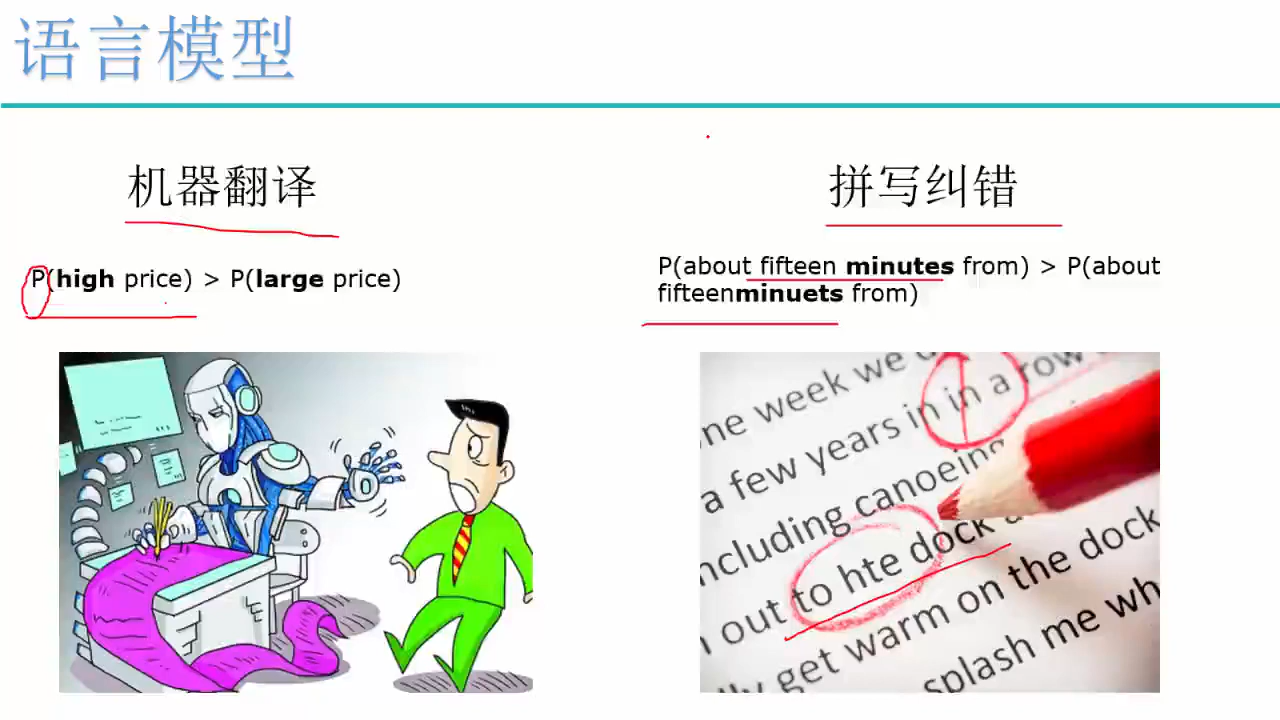 语言模型
机器翻译
拼写纠错
P(high price) > P(large price)
P(about fifteen minutes from) > P(about
fifteenminuets from)
ne week we
a few years in in a row
ncluding canoeing
out to hte dock
get warm on the dock
splash me wh